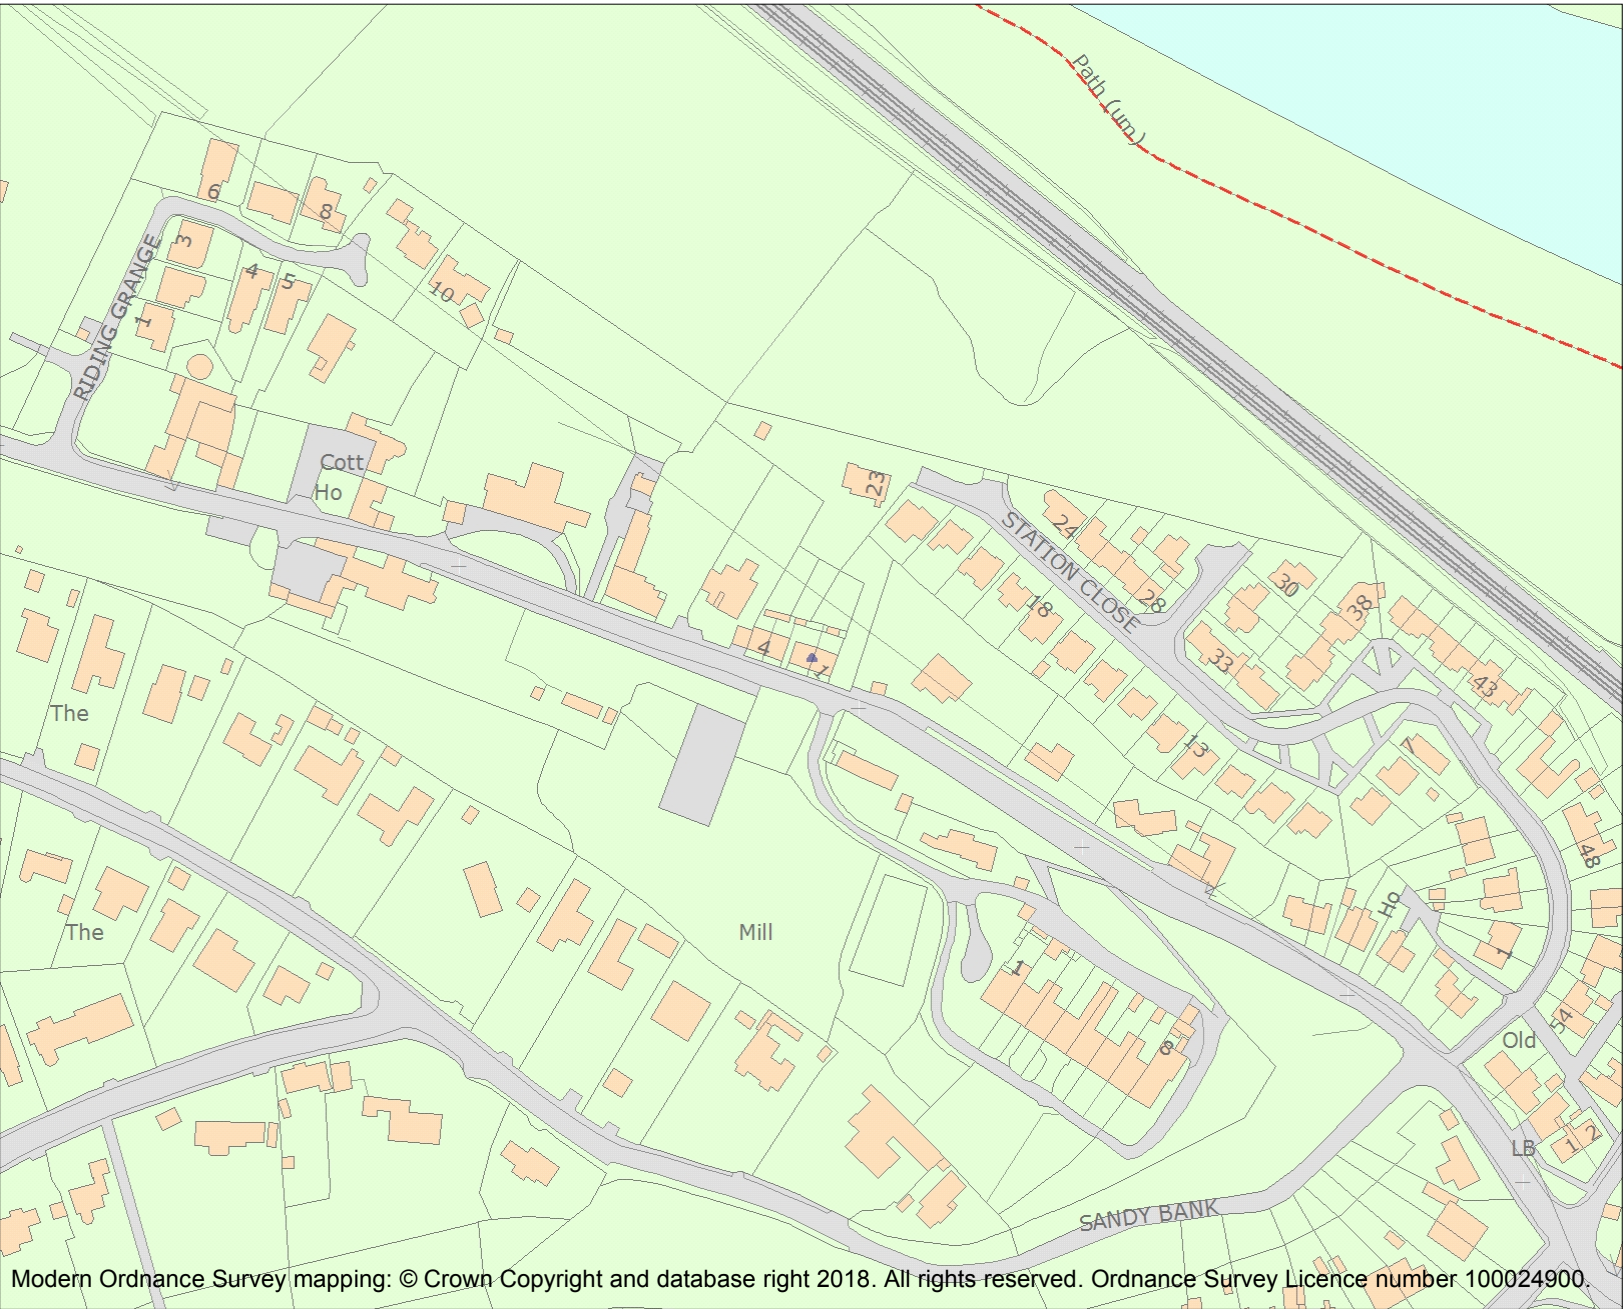 Path (um)
6
8
3
4
5
10
1
RIDING GRANGE
Cott
Ho
23
24
STATION CLOSE
28
30
18
38
33
43
4
1
The
13
7
48
Ho
Mill
The
1
1
54
8
Old
LB
1
2
SANDY BANK
Modern Ordnance Survey mapping: © Crown Copyright and database right 2018. All rights reserved. Ordnance Survey Licence number 100024900.